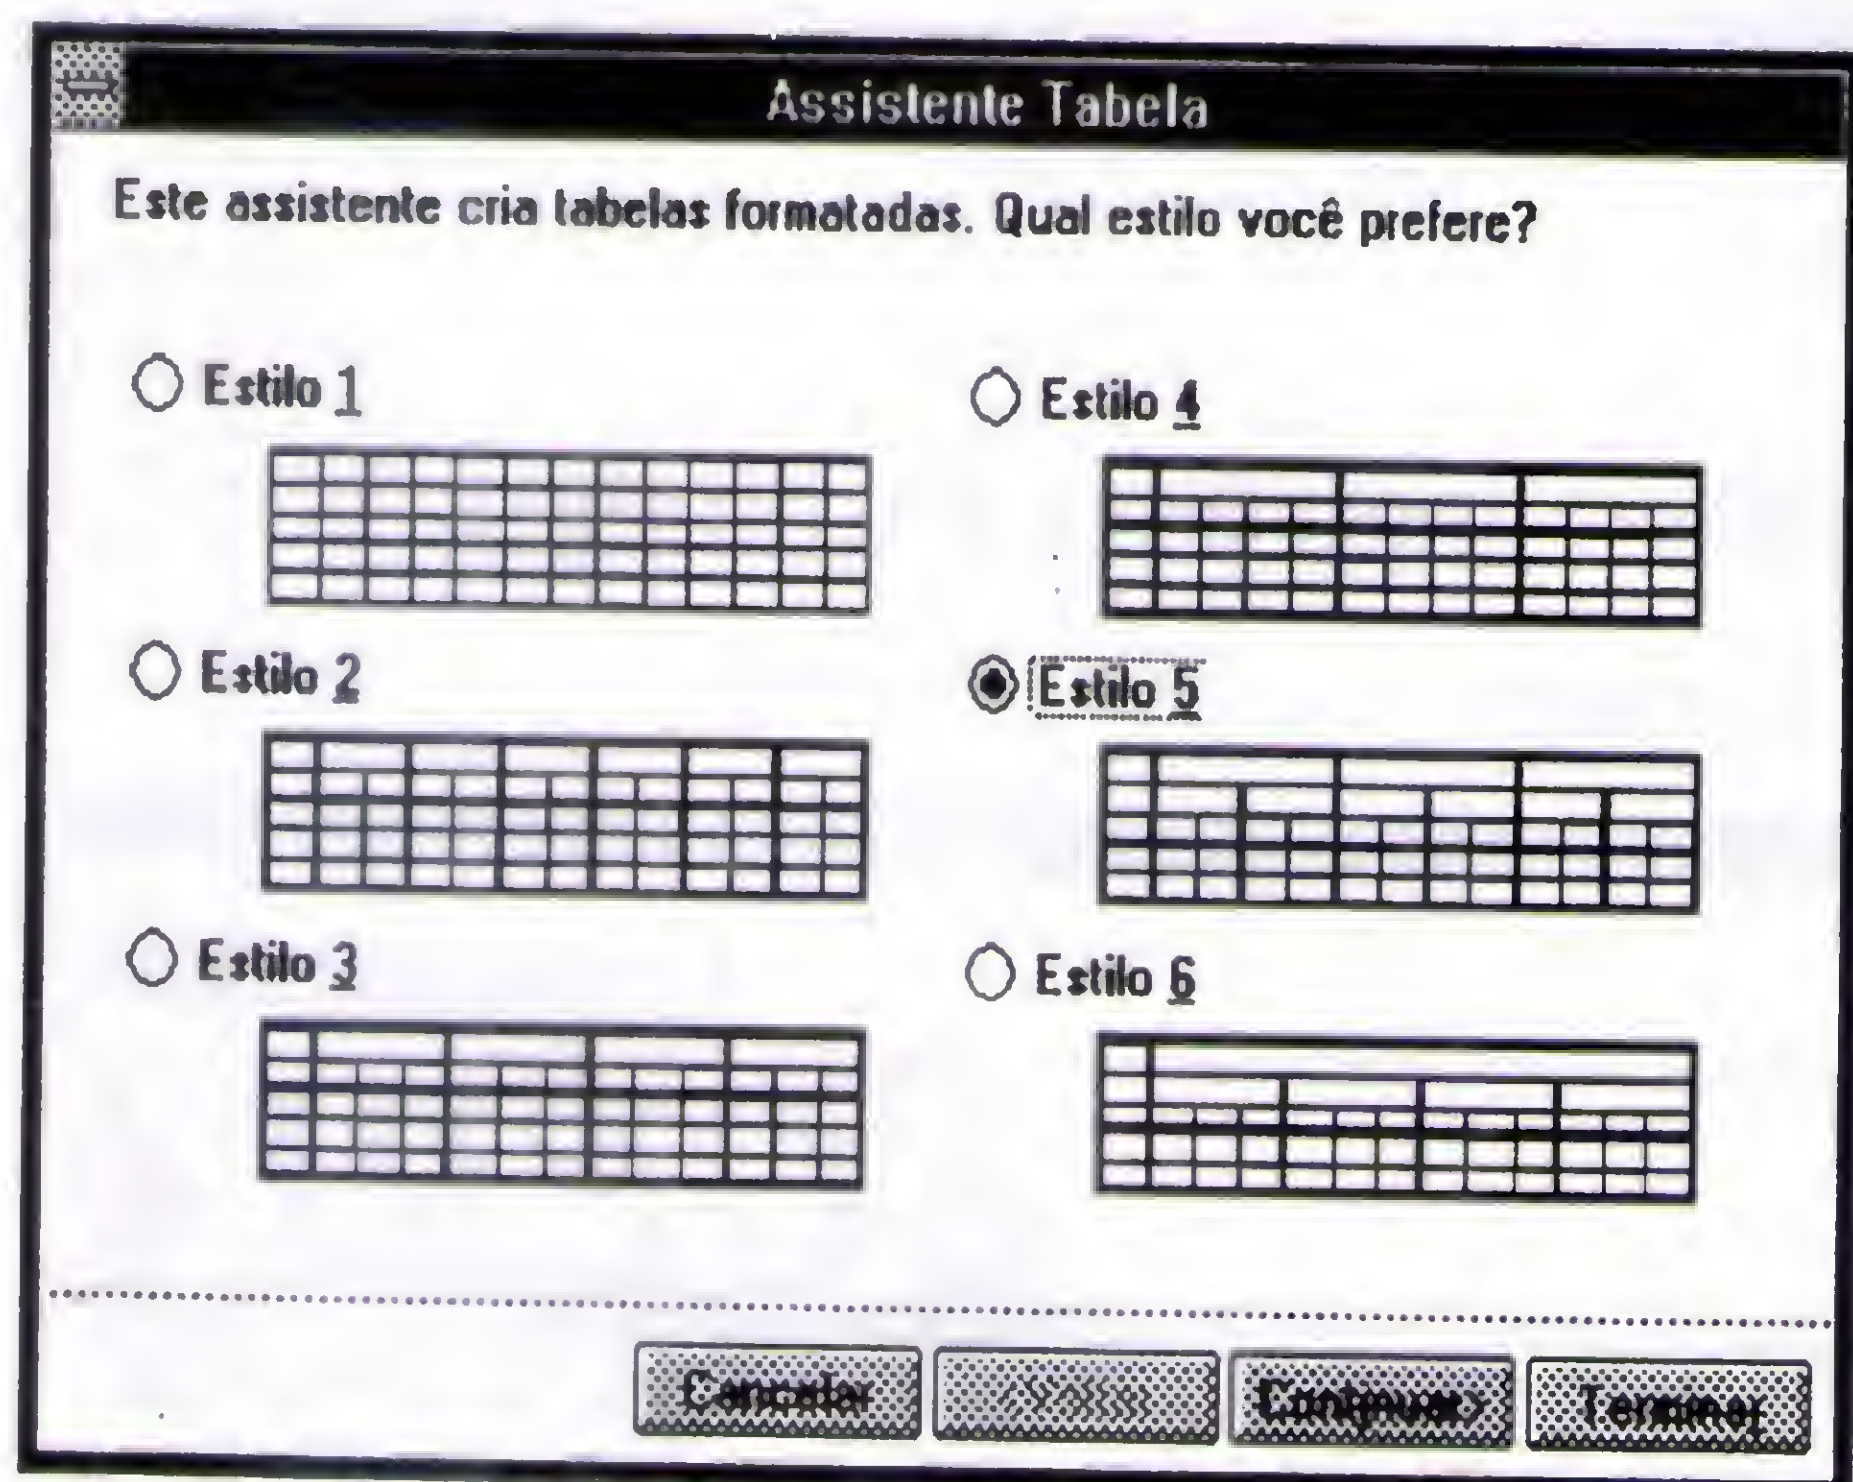 Assistente Tabela
Este assistente cria tabelas formatadas. Qual estilo você prefere?
Estilo 1
Estilo 4
Estilo 2
Estilo 5
Estilo 3
Estilo 6
Cancelar
Continuar>
Terminar